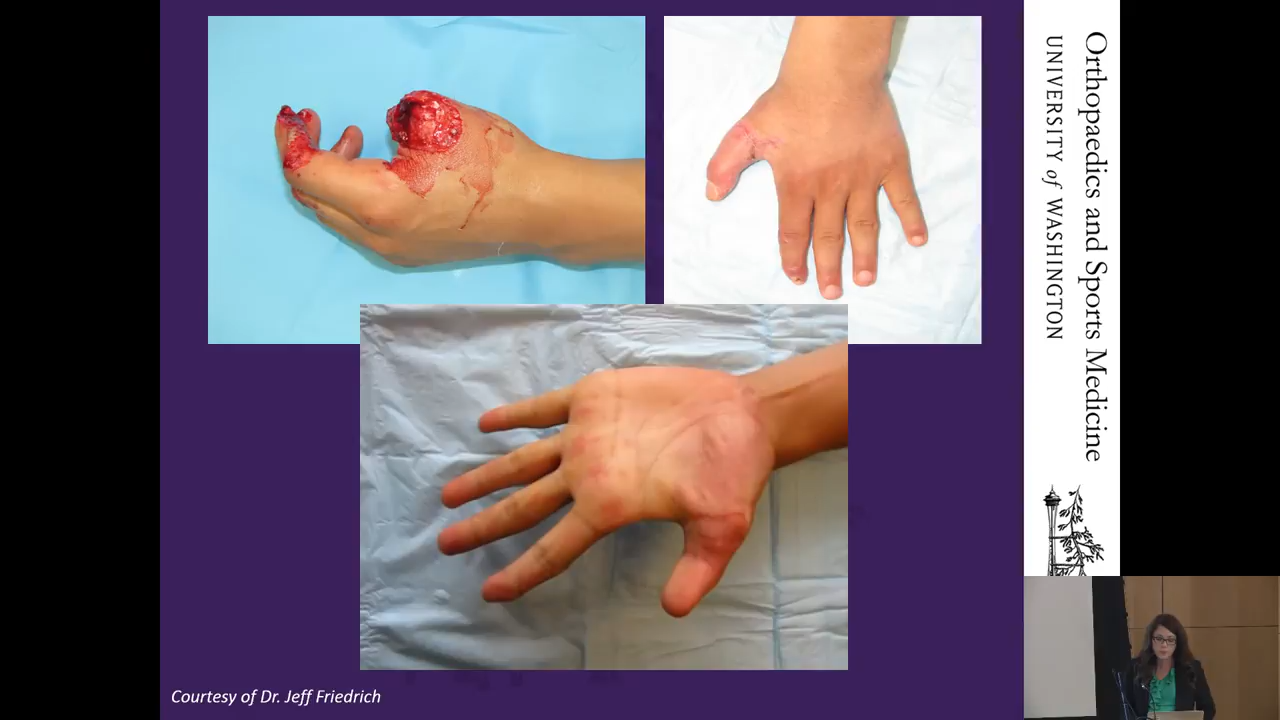 Orthopaedics and Sports Medicine
UNIVERSITY of WASHINGTON
Courtesy of Dr. Jeff Friedrich